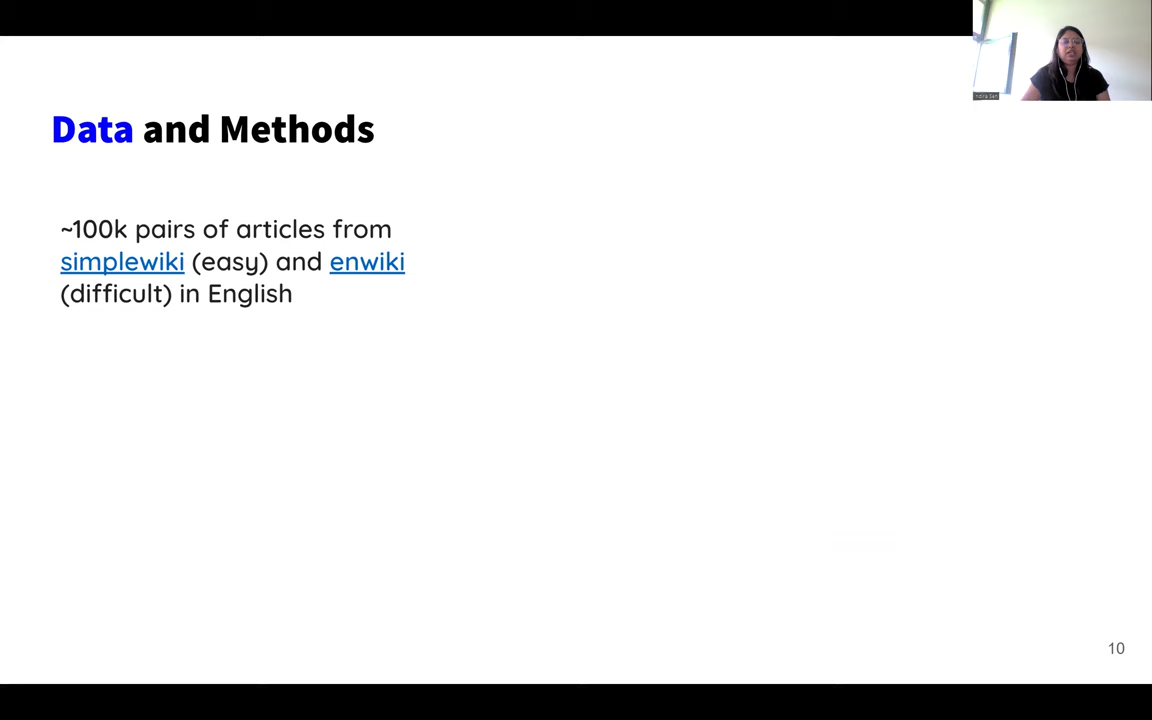 Data and Methods
~100k pairs of articles from
simplewiki (easy) and enwiki
(difficult) in English
10